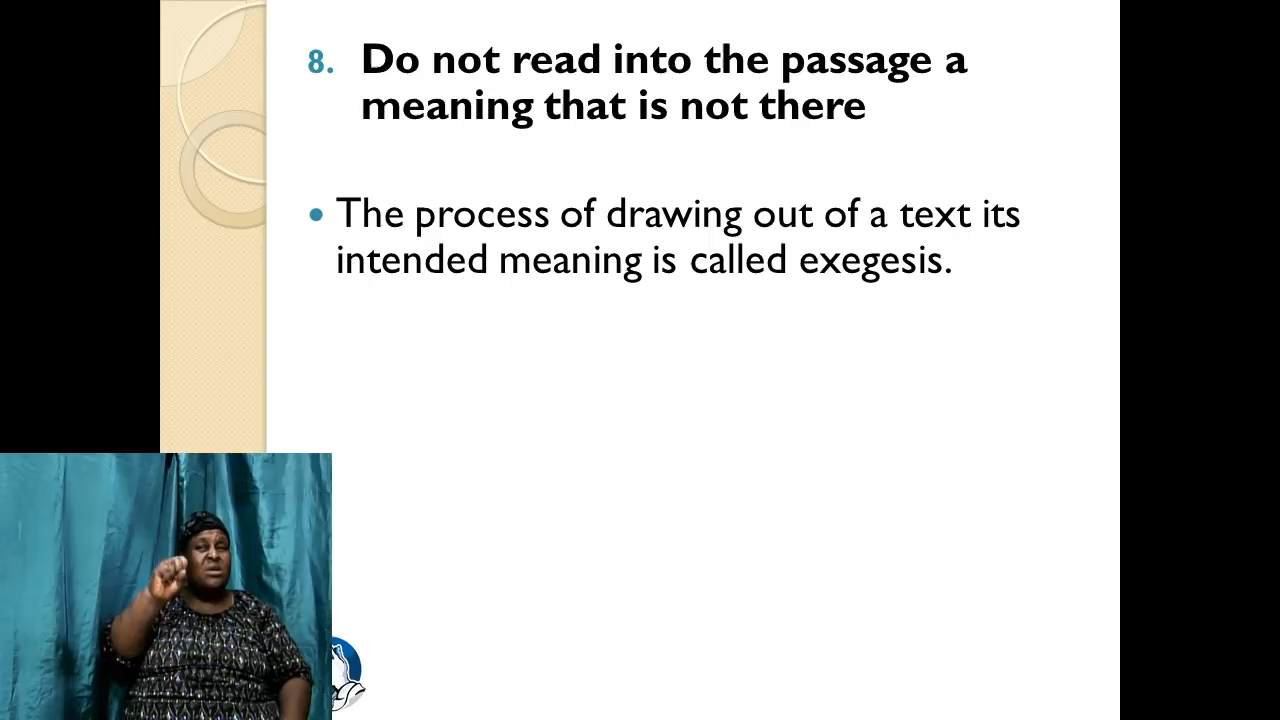 8. Do not read into the passage a
meaning that is not there
• The process of drawing out of a text its
intended meaning is called exegesis.